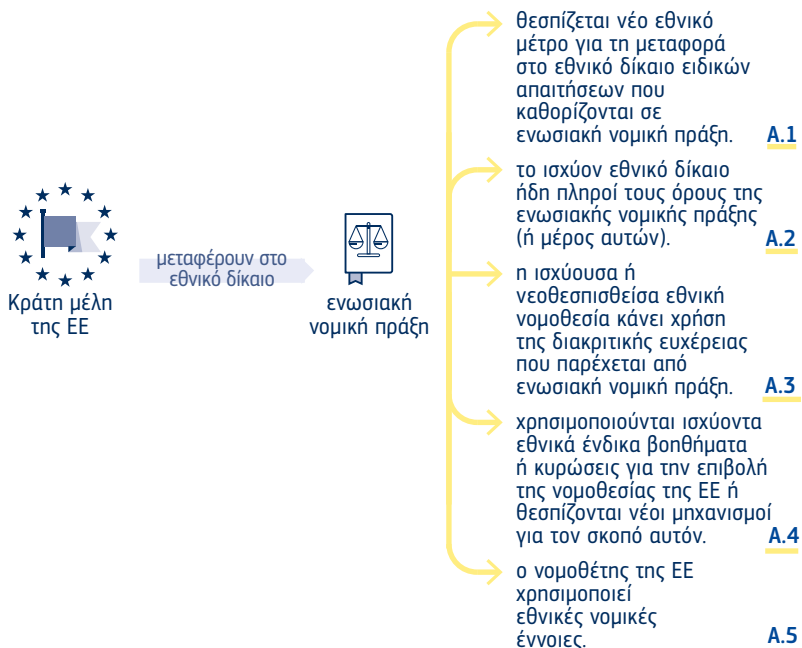 Κράτη μέλη
της ΕΕ
μεταφέρουν στο
εθνικό δίκαιο
ενωσιακή
νομική πράξη
θεσπίζεται νέο εθνικό
μέτρο για τη μεταφορά
στο εθνικό δίκαιο ειδικών
απαιτήσεων που
καθορίζονται σε
ενωσιακή νομική πράξη. A.1
το ισχύον εθνικό δίκαιο
ήδη πληροί τους όρους της
ενωσιακής νομικής πράξης
(ή μέρος αυτών). A.2
η ισχύουσα ή
νεοθεσπισθείσα εθνική
νομοθεσία κάνει χρήση
της διακριτικής ευχέρειας
που παρέχεται από
ενωσιακή νομική πράξη. A.3
χρησιμοποιούνται ισχύοντα
εθνικά ένδικα βοηθήματα
ή κυρώσεις για την επιβολή
της νομοθεσίας της ΕΕ ή
θεσπίζονται νέοι μηχανισμοί
για τον σκοπό αυτόν. A.4
ο νομοθέτης της ΕΕ
χρησιμοποιεί
εθνικές νομικές
έννοιες. A.5